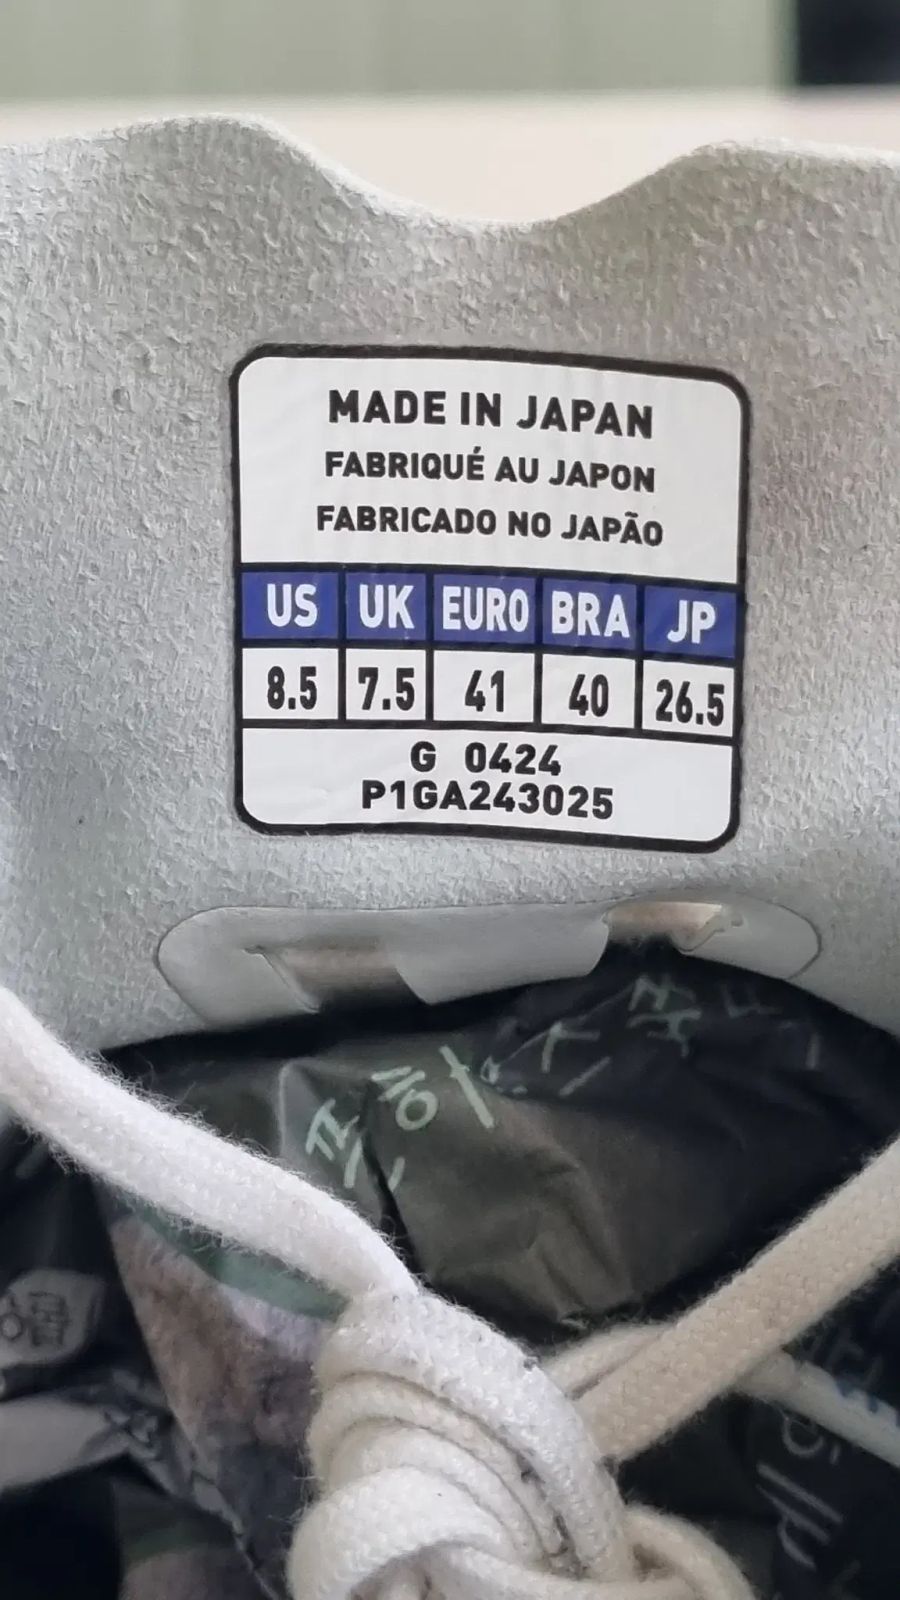 MADE IN JAPAN
FABRIQUÉ AU JAPON
FABRICADO NO JAPÃO
US UK EURO BRA JP
8.5 7.5 41 40 26.5
G 0424
P1GA243025